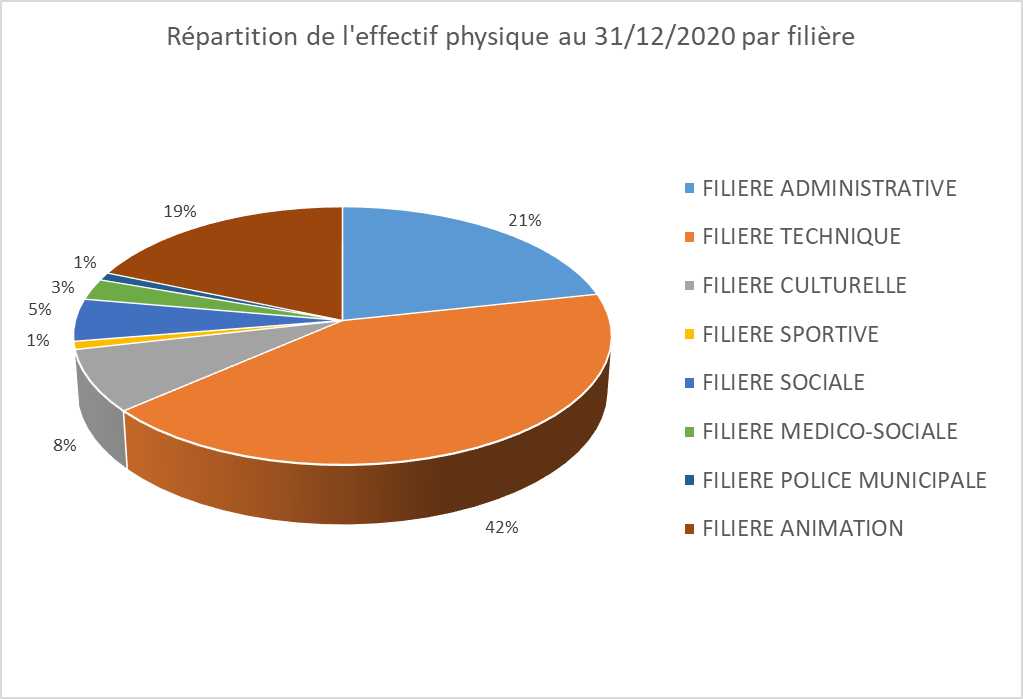 Répartition de l'effectif physique au 31/12/2020 par filière
21%
42%
8%
1%
5%
3%
1%
19%
FILIERE ADMINISTRATIVE
FILIERE TECHNIQUE
FILIERE CULTURELLE
FILIERE SPORTIVE
FILIERE SOCIALE
FILIERE MEDICO-SOCIALE
FILIERE POLICE MUNICIPALE
FILIERE ANIMATION